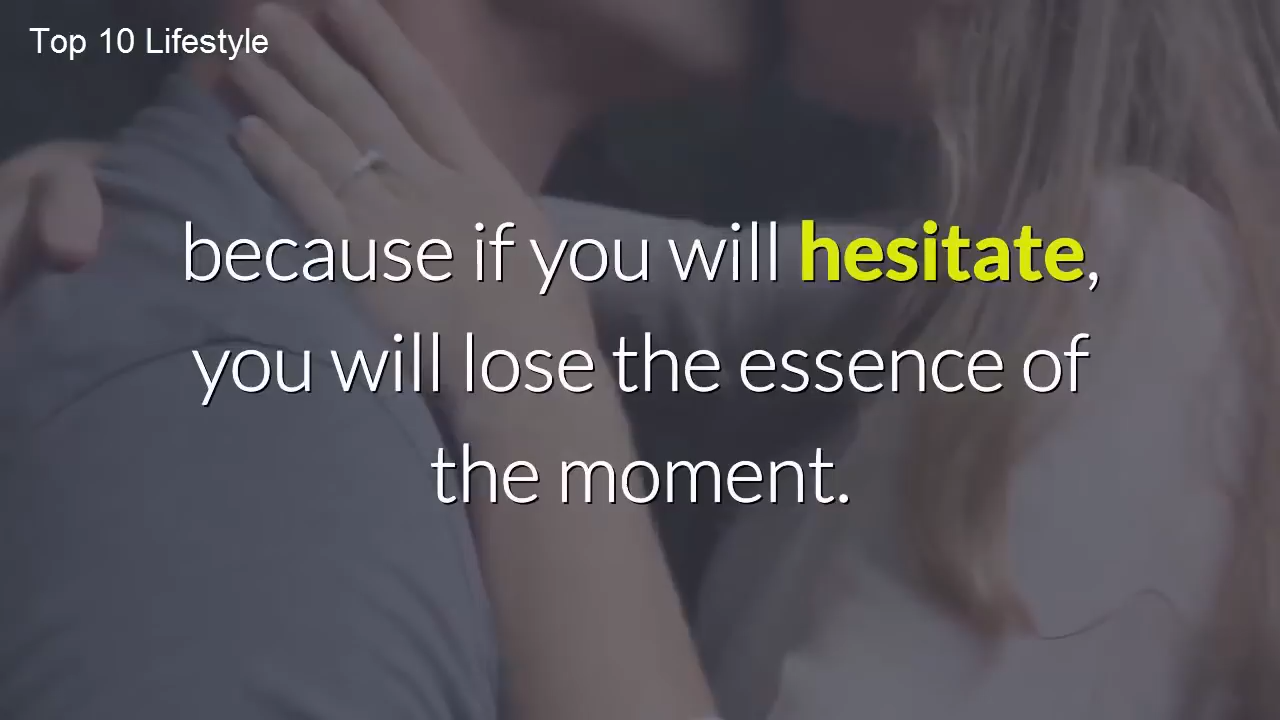 Top 10 Lifestyle
because if you will hesitate,
you will lose the essence of
the moment.